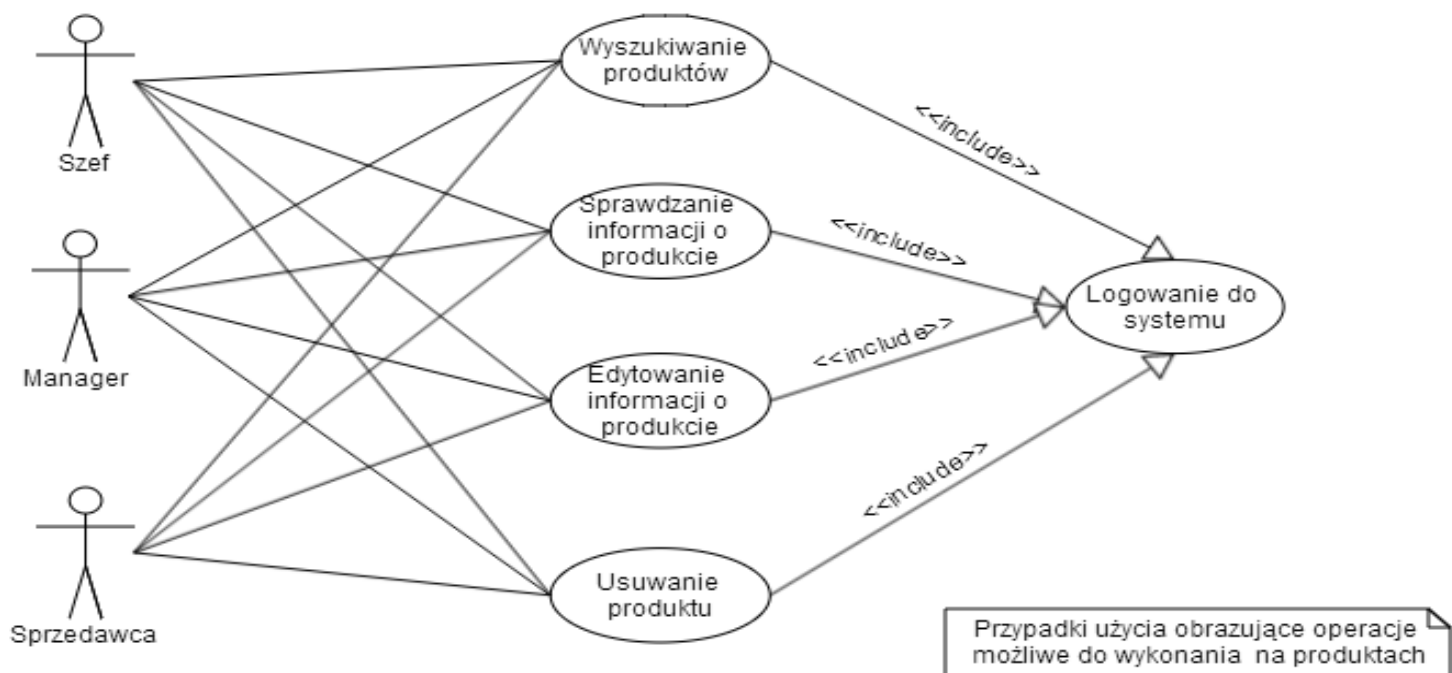 Szef
Manager
Sprzedawca
Wyszukiwanie
produktów
Sprawdzanie
informacji o
produkcie
Edytowanie
informacji o
produkcie
Usuwanie
produktu
<<include>>
<<include>>
<<include>>
<<include>>
Logowanie do
systemu
Przypadki użycia obrazujące operacje
możliwe do wykonania na produktach